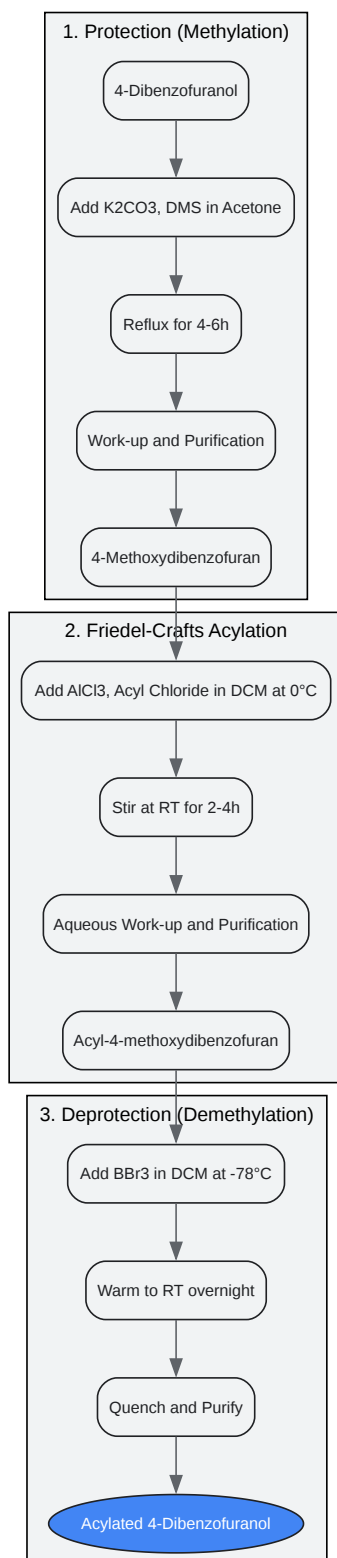 1. Protection (Methylation)
4-Dibenzofuranol
Add K2CO3, DMS in Acetone
Reflux for 4-6h
Work-up and Purification
4-Methoxydibenzofuran
2. Friedel-Crafts Acylation
Add AlCl3, Acyl Chloride in DCM at 0°C
Stir at RT for 2-4h
Aqueous Work-up and Purification
Acyl-4-methoxydibenzofuran
3. Deprotection (Demethylation)
Add BBr3 in DCM at -78°C
Warm to RT overnight
Quench and Purify
Acylated 4-Dibenzofuranol